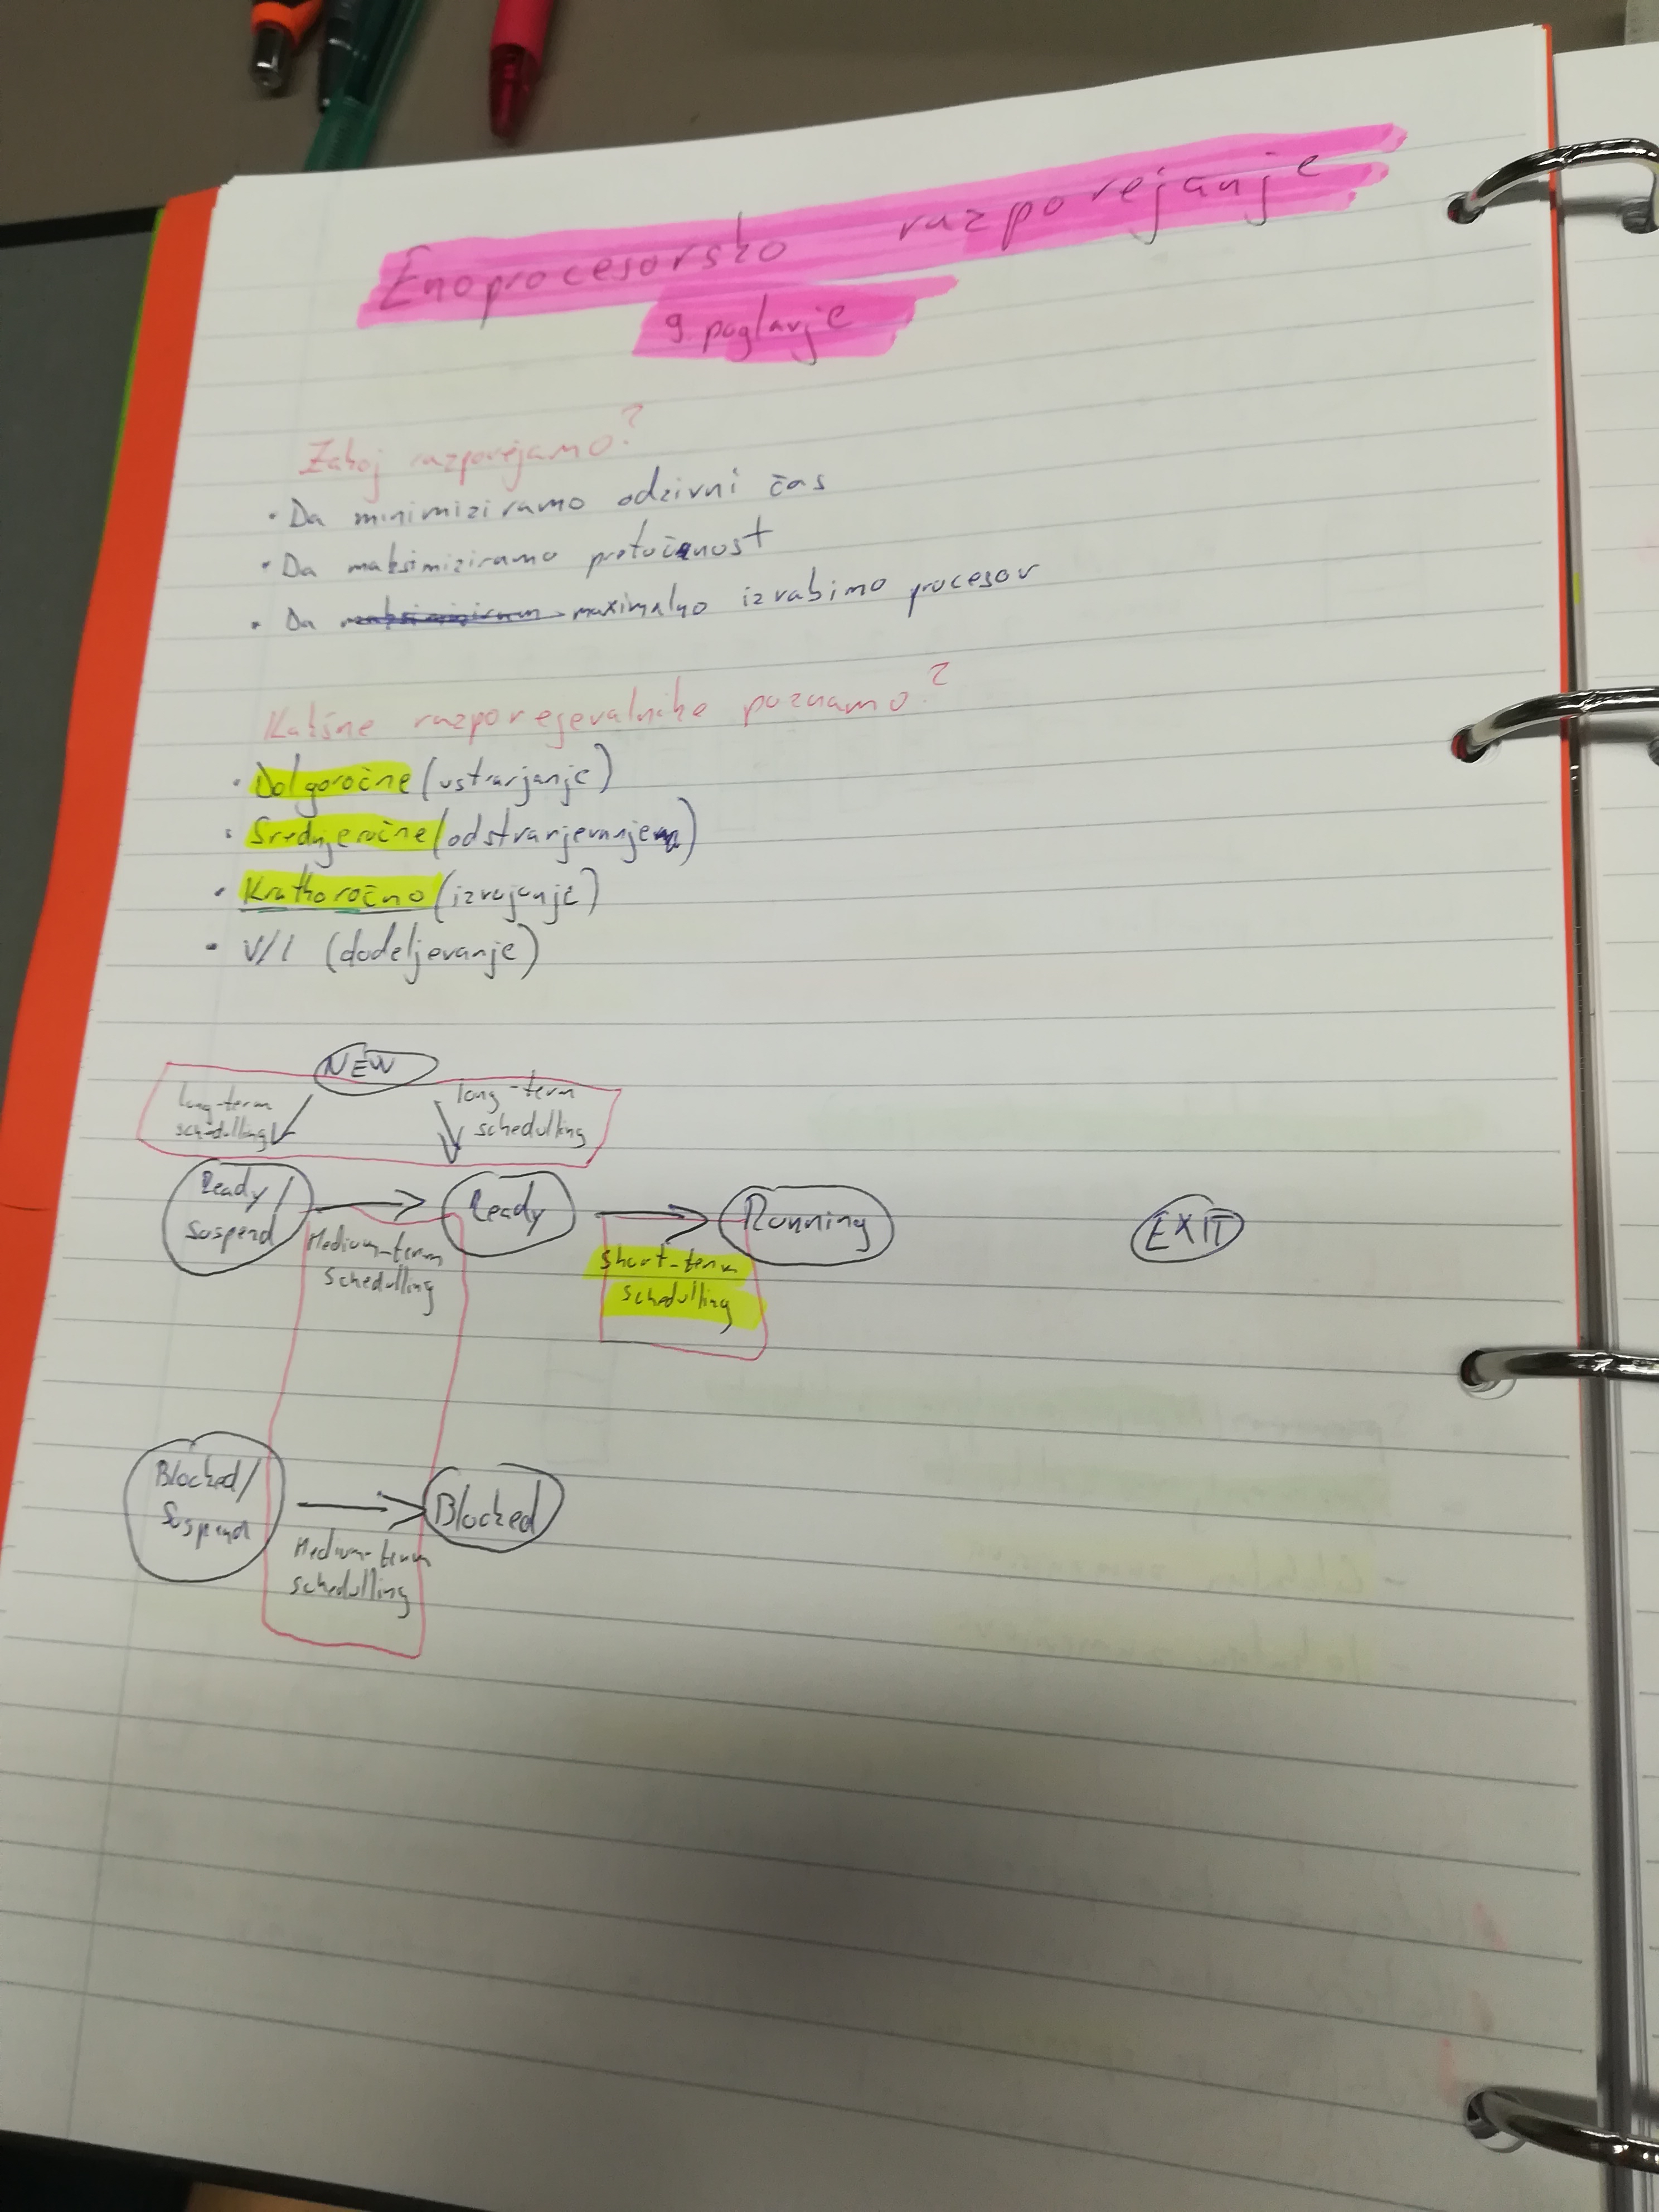 Enoprocesorsko razporejanje
9. poglavje
Zakaj razporejamo?
• Da minimiziramo odzivni čas
• Da maksimiziramo pretočnost
• Da maximalno izrabimo procesor
Kakšne razporejevalnike poznamo?
• Dolgoročne (ustvarjanje)
• Srednjeročne (odstranjevanje)
• Kratkoročno (izvajanje)
• V/I (dodeljevanje)
NEW
long-term
schedulling
long-term
schedulling
Ready/
Suspend
Medium-term
schedulling
Ready
short-term
schedulling
Running
EXIT
Blocked/
Suspend
Medium-term
schedulling
Blocked